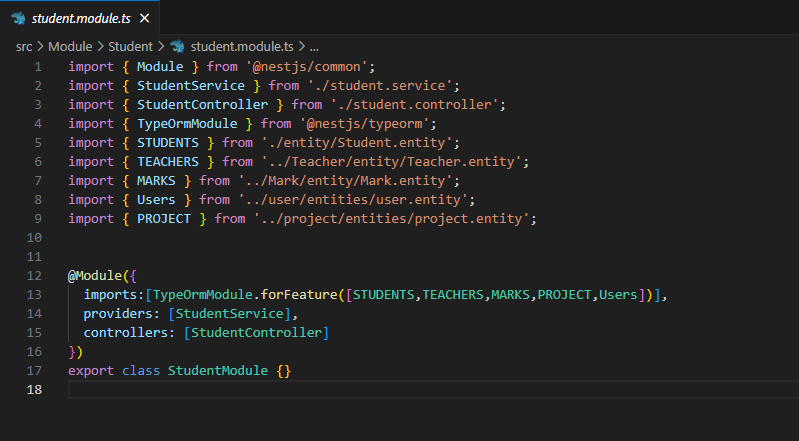 student.module.ts ×
src > Module > Student > student.module.ts > ...
1 import { Module } from '@nestjs/common';
2 import { StudentService } from './student.service';
3 import { StudentController } from './student.controller';
4 import { TypeOrmModule } from '@nestjs/typeorm';
5 import { STUDENTS } from './entity/Student.entity';
6 import { TEACHERS } from '../Teacher/entity/Teacher.entity';
7 import { MARKS } from '../Mark/entity/Mark.entity';
8 import { Users } from '../user/entities/user.entity';
9 import { PROJECT } from '../project/entities/project.entity';
10
11
12 @Module({
13   imports:[TypeOrmModule.forFeature([STUDENTS,TEACHERS,MARKS,PROJECT,Users])],
14   providers: [StudentService],
15   controllers: [StudentController]
16 })
17 export class StudentModule {}
18